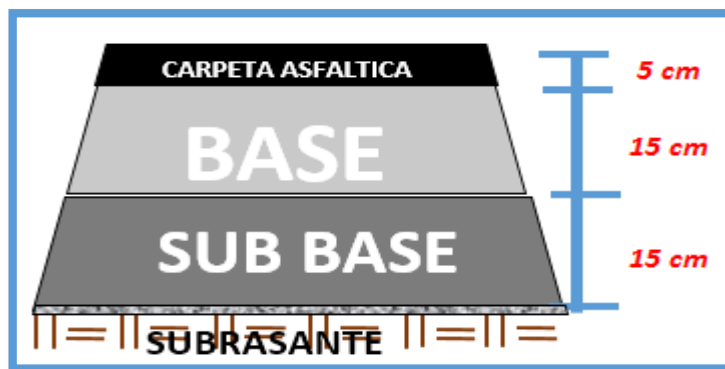 CARPETA ASFALTICA
5 cm
BASE
15 cm
SUB BASE
15 cm
SUBRASANTE